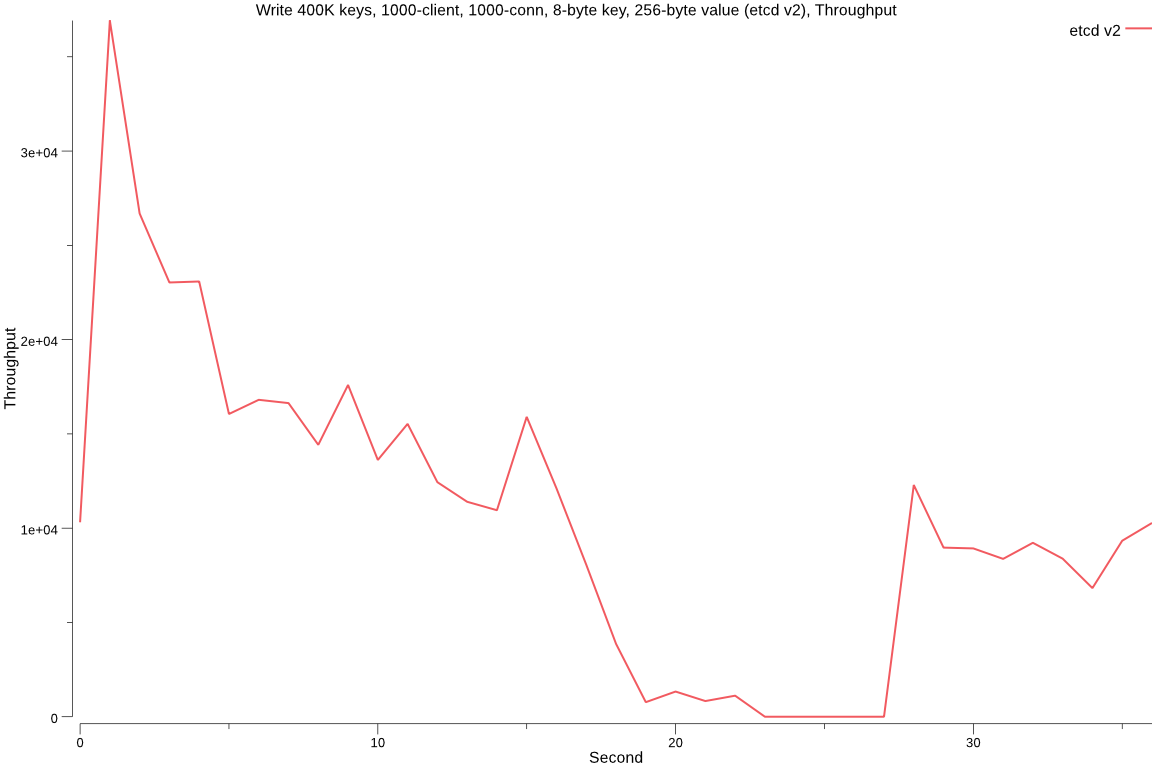 Write 400K keys, 1000-client, 1000-conn, 8-byte key, 256-byte value (etcd v2), Throughput
etcd v2
3e+04
2e+04
1e+04
0
Throughput
0 10 20 30
Second